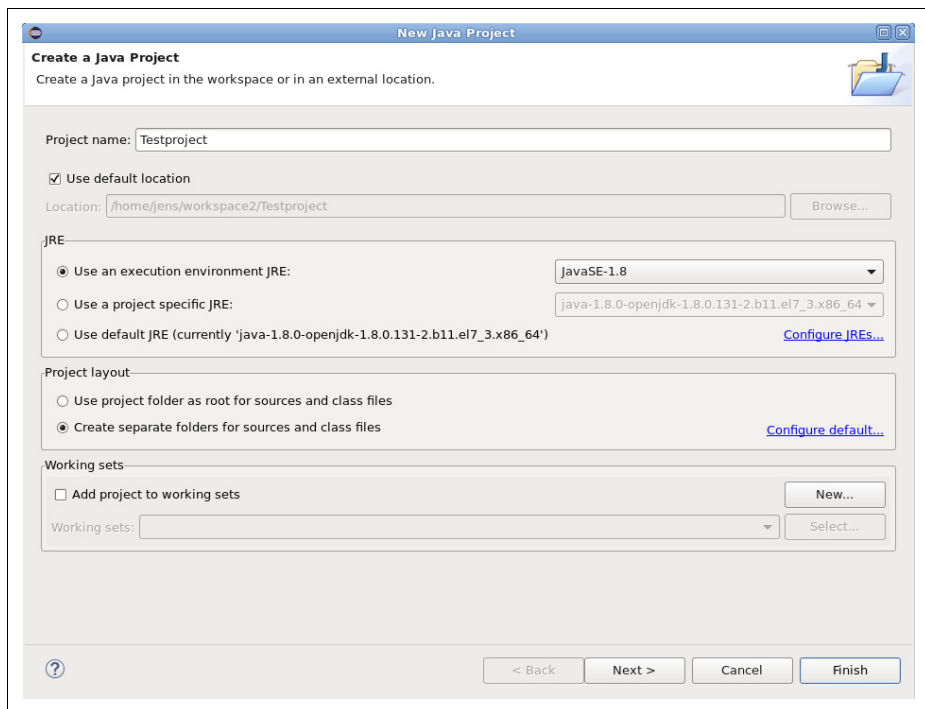 New Java Project
Create a Java Project
Create a Java project in the workspace or in an external location.
Project name: Testproject
Use default location
Location: /home/jens/workspace2/Testproject Browse...
JRE
Use an execution environment JRE: JavaSE-1.8
Use a project specific JRE: java-1.8.0-openjdk-1.8.0.131-2.b11.el7_3.x86_64
Use default JRE (currently 'java-1.8.0-openjdk-1.8.0.131-2.b11.el7_3.x86_64') Configure JREs...
Project layout
Use project folder as root for sources and class files
Create separate folders for sources and class files Configure default...
Working sets
Add project to working sets New...
Working sets: Select...
? < Back Next > Cancel Finish